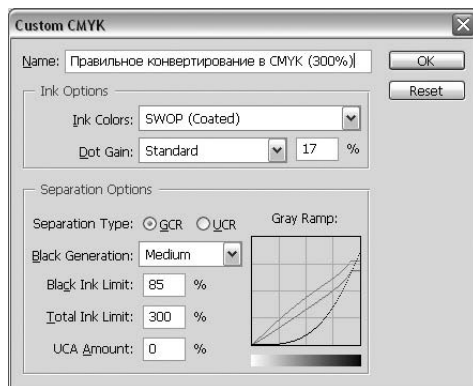 Custom CMYK
Name: Правильное конвертирование в CMYK (300%)
OK
Reset
Ink Options
Ink Colors: SWOP (Coated)
Dot Gain: Standard 17 %
Separation Options
Separation Type: GCR UCR
Gray Ramp:
Black Generation: Medium
Black Ink Limit: 85 %
Total Ink Limit: 300 %
UCA Amount: 0 %